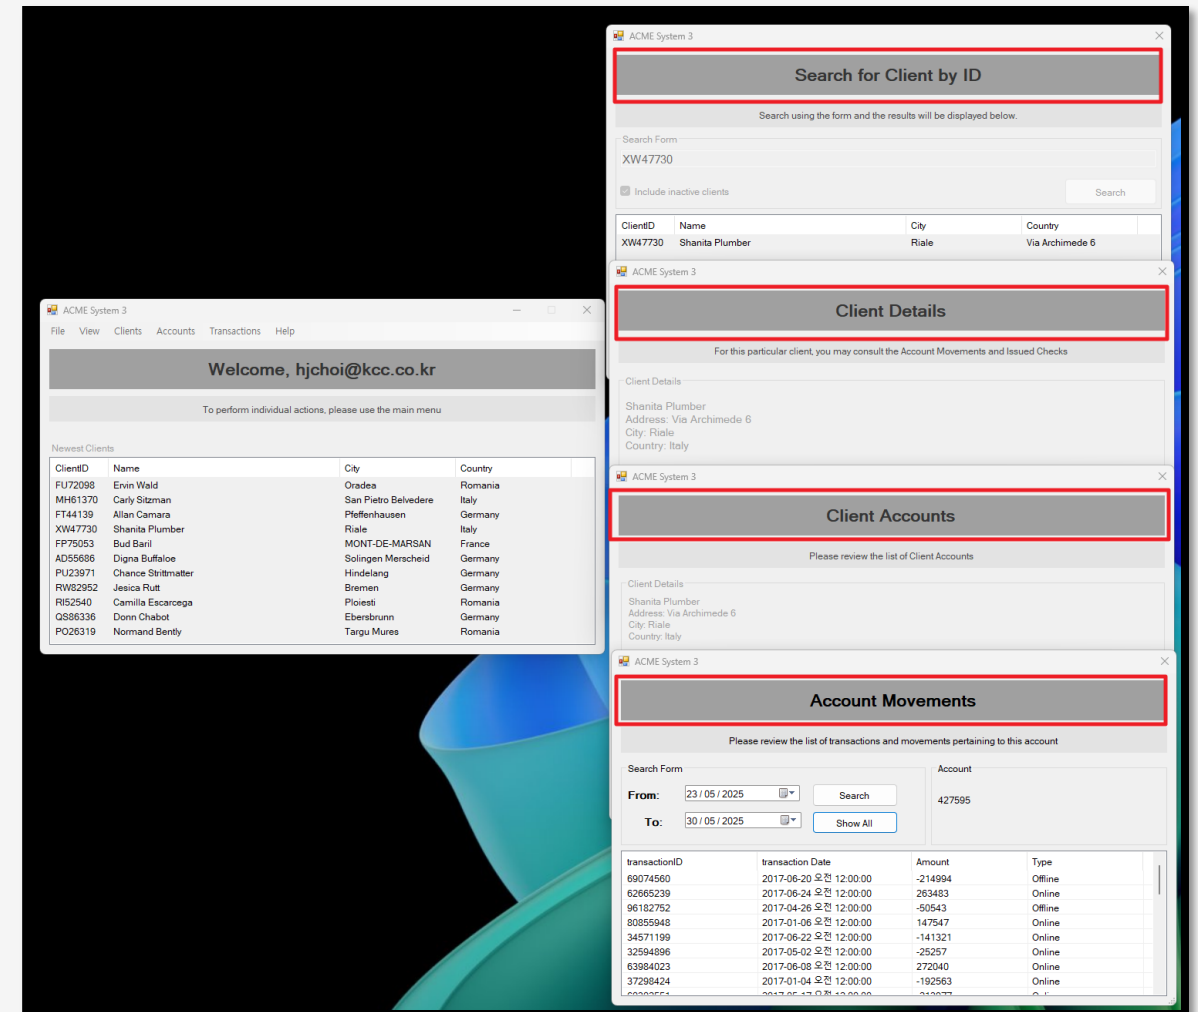 ACME System 3
Search for Client by ID
Search using the form and the results will be displayed below.
Search Form
XW47730
Include inactive clients
Search
ClientID Name City Country
XW47730 Shanita Plumber Riale Via Archimede 6
ACME System 3
Client Details
For this particular client, you may consult the Account Movements and Issued Checks
Client Details
Shanita Plumber
Address: Via Archimede 6
City: Riale
Country: Italy
ACME System 3
Client Accounts
Please review the list of Client Accounts
Client Details
Shanita Plumber
Address: Via Archimede 6
City: Riale
Country: Italy
ACME System 3
Account Movements
Please review the list of transactions and movements pertaining to this account
Search Form
From: 23 / 05 / 2025 Search
To: 30 / 05 / 2025 Show All
Account
427595
transactionID transaction Date Amount Type
69074560 2017-06-20 오전 12:00:00 -214994 Offline
62665239 2017-06-24 오전 12:00:00 263483 Online
96182752 2017-04-26 오전 12:00:00 -50543 Offline
80855948 2017-01-06 오전 12:00:00 147547 Online
34571199 2017-06-22 오전 12:00:00 -141321 Online
32594896 2017-05-02 오전 12:00:00 -25257 Online
63984023 2017-06-08 오전 12:00:00 272040 Online
37298424 2017-01-04 오전 12:00:00 -192563 Online
ACME System 3
File View Clients Accounts Transactions Help
Welcome, hjchoi@kcc.co.kr
To perform individual actions, please use the main menu
Newest Clients
ClientID Name City Country
FU72098 Ervin Wald Oradea Romania
MH61370 Carly Sitzman San Pietro Belvedere Italy
FT44139 Allan Camara Pfeffenhausen Germany
XW47730 Shanita Plumber Riale Italy
FP75053 Bud Baril MONT-DE-MARSAN France
AD55686 Digna Buffaloe Solingen Merscheid Germany
PU23971 Chance Strittmatter Hindelang Germany
RW82952 Jesica Rutt Bremen Germany
RI52540 Camilla Escarcega Ploiesti Romania
QS86336 Donn Chabot Ebersbrunn Germany
PO26319 Normand Bently Targu Mures Romania